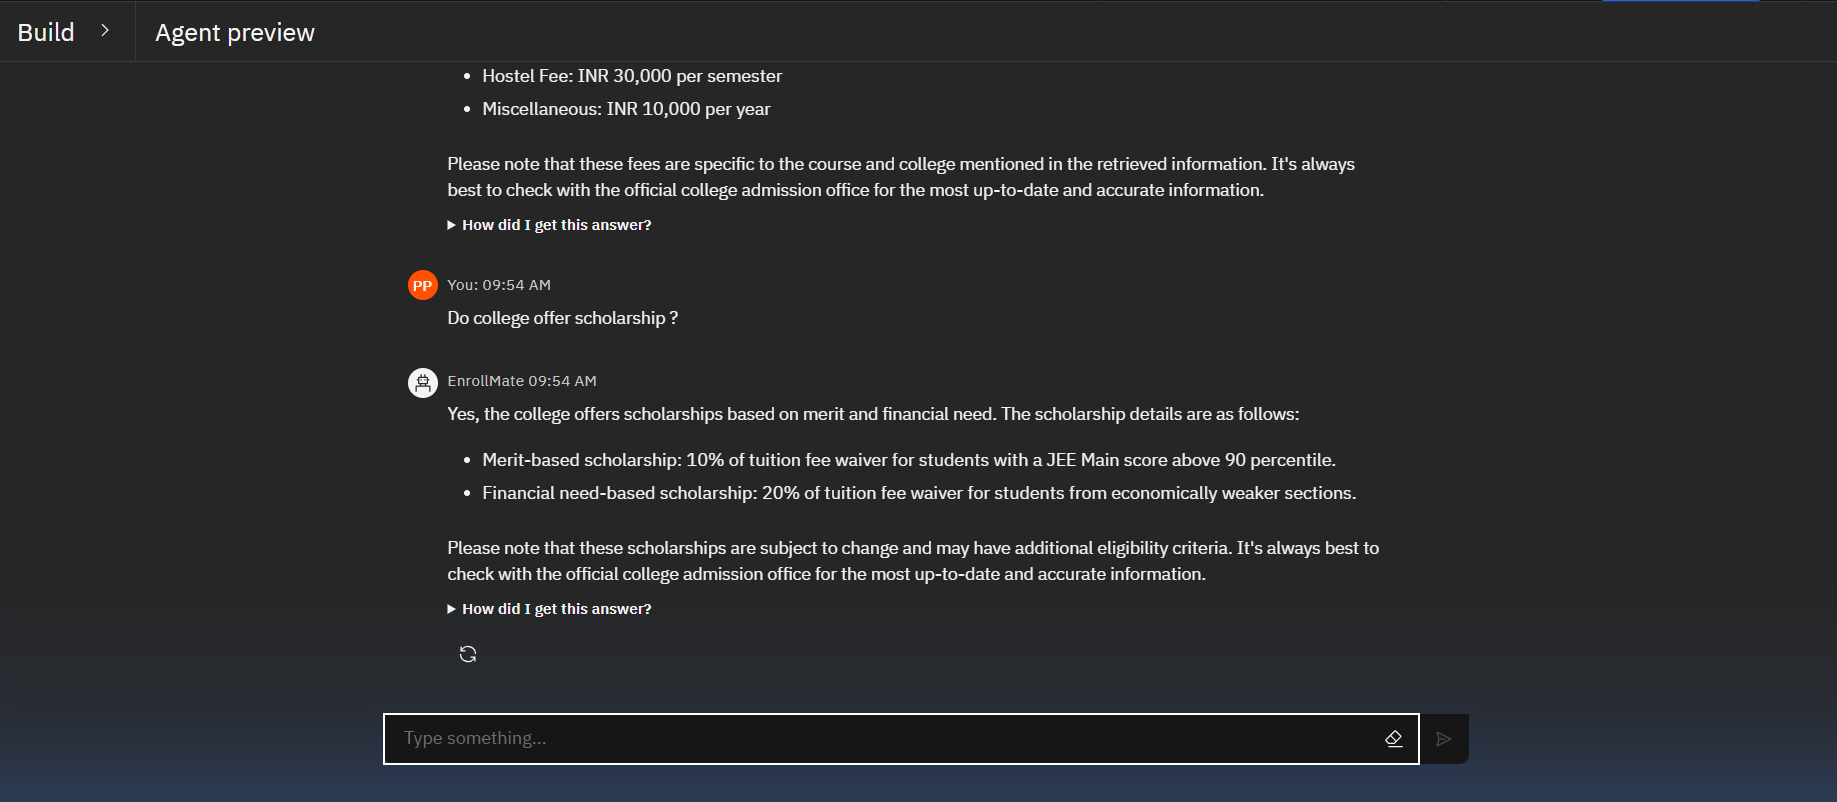 Build
Agent preview
• Hostel Fee: INR 30,000 per semester
• Miscellaneous: INR 10,000 per year
Please note that these fees are specific to the course and college mentioned in the retrieved information. It's always
best to check with the official college admission office for the most up-to-date and accurate information.
How did I get this answer?
PP
You: 09:54 AM
Do college offer scholarship ?
EnrollMate 09:54 AM
Yes, the college offers scholarships based on merit and financial need. The scholarship details are as follows:
• Merit-based scholarship: 10% of tuition fee waiver for students with a JEE Main score above 90 percentile.
• Financial need-based scholarship: 20% of tuition fee waiver for students from economically weaker sections.
Please note that these scholarships are subject to change and may have additional eligibility criteria. It's always best to
check with the official college admission office for the most up-to-date and accurate information.
How did I get this answer?
Type something...